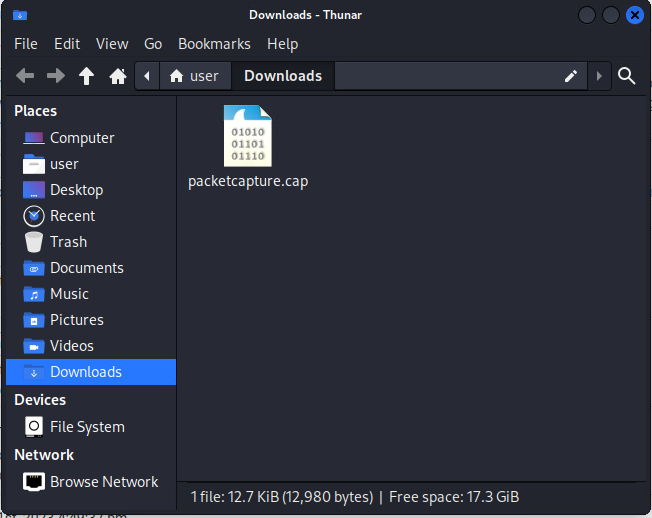 Downloads - Thunar
File Edit View Go Bookmarks Help
user Downloads
Places
Computer
user
Desktop
Recent
Trash
Documents
Music
Pictures
Videos
Downloads
Devices
File System
Network
Browse Network
01010
01101
01110
packetcapture.cap
1 file: 12.7 KiB (12,980 bytes) | Free space: 17.3 GiB